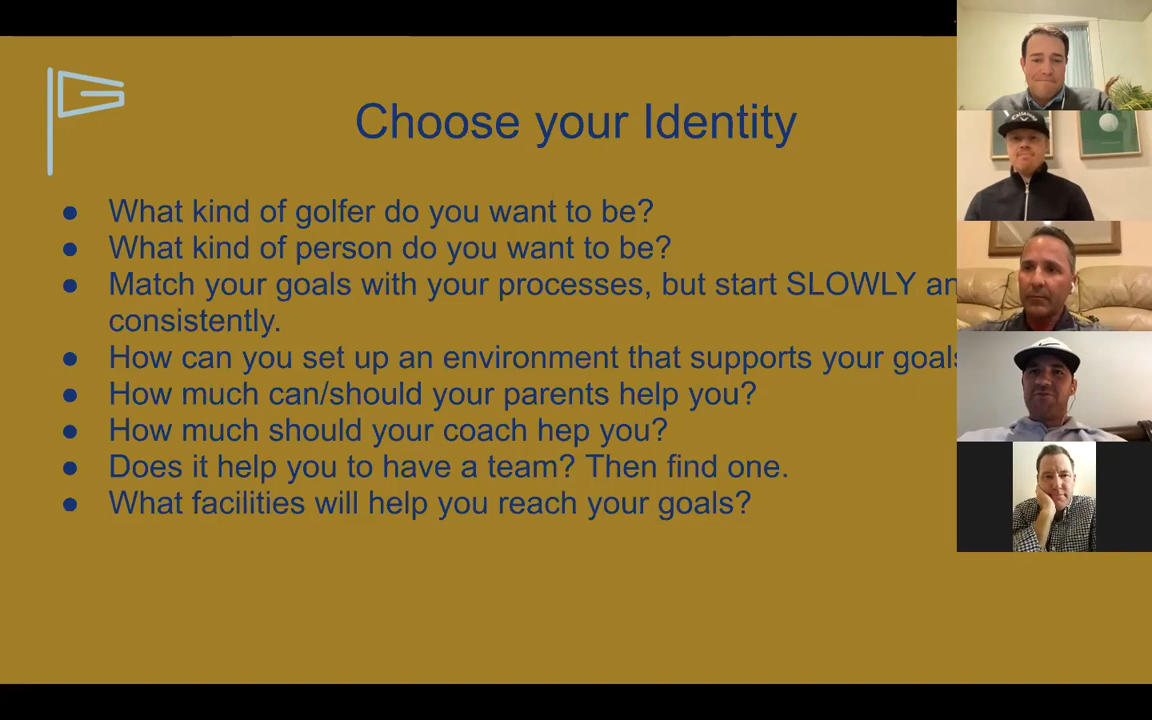 Choose your Identity
What kind of golfer do you want to be?
What kind of person do you want to be?
Match your goals with your processes, but start SLOWLY an
consistently.
How can you set up an environment that supports your goals
How much can/should your parents help you?
How much should your coach hep you?
Does it help you to have a team? Then find one.
What facilities will help you reach your goals?
Callaway